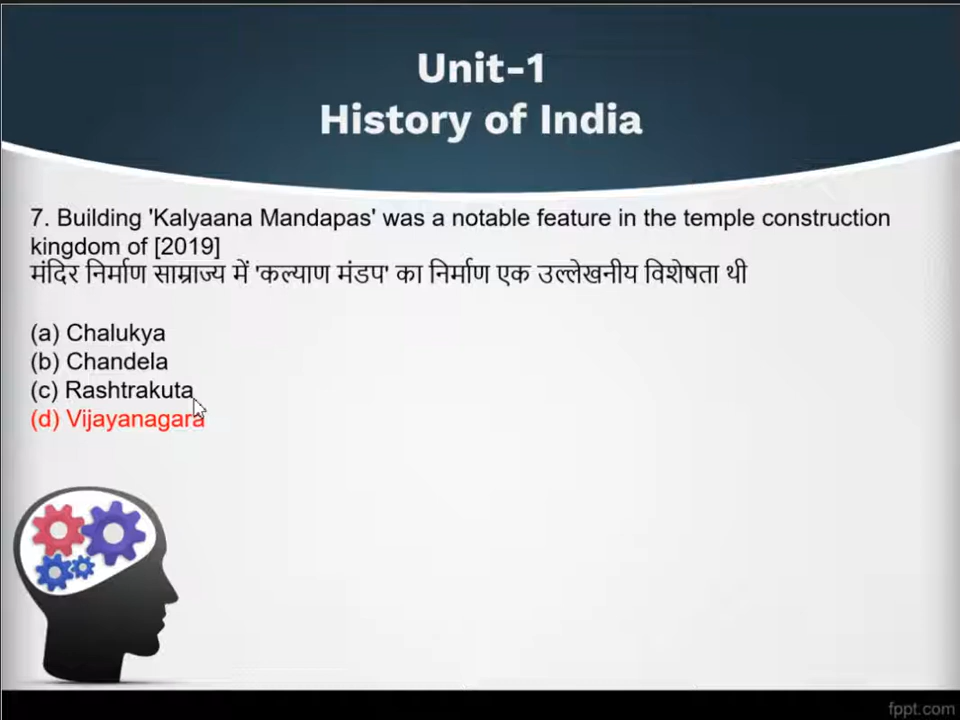 Unit-1
History of India
7. Building 'Kalyaana Mandapas' was a notable feature in the temple construction
kingdom of [2019]
मंदिर निर्माण साम्राज्य में 'कल्याण मंडप' का निर्माण एक उल्लेखनीय विशेषता थी
(a) Chalukya
(b) Chandela
(c) Rashtrakuta
(d) Vijayanagara
fppt.com